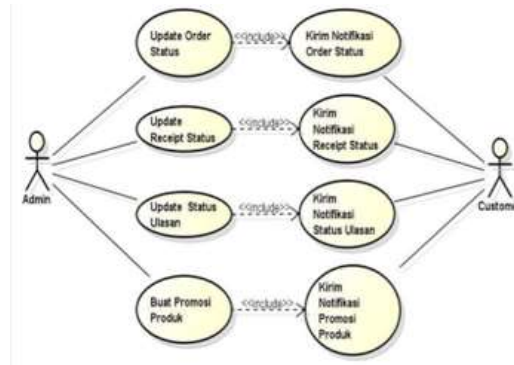 Update Order
Status
<<include>>
Kirim Notifikasi
Order Status
Update
Receipt Status
<<include>>
Kirim
Notifikasi
Receipt Status
Admin
Custome
Update Status
Ulasan
<<include>>
Kirim
Notifikasi
Status Ulasan
Buat Promosi
Produk
<<include>>
Kirim
Notifikasi
Promosi
Produk